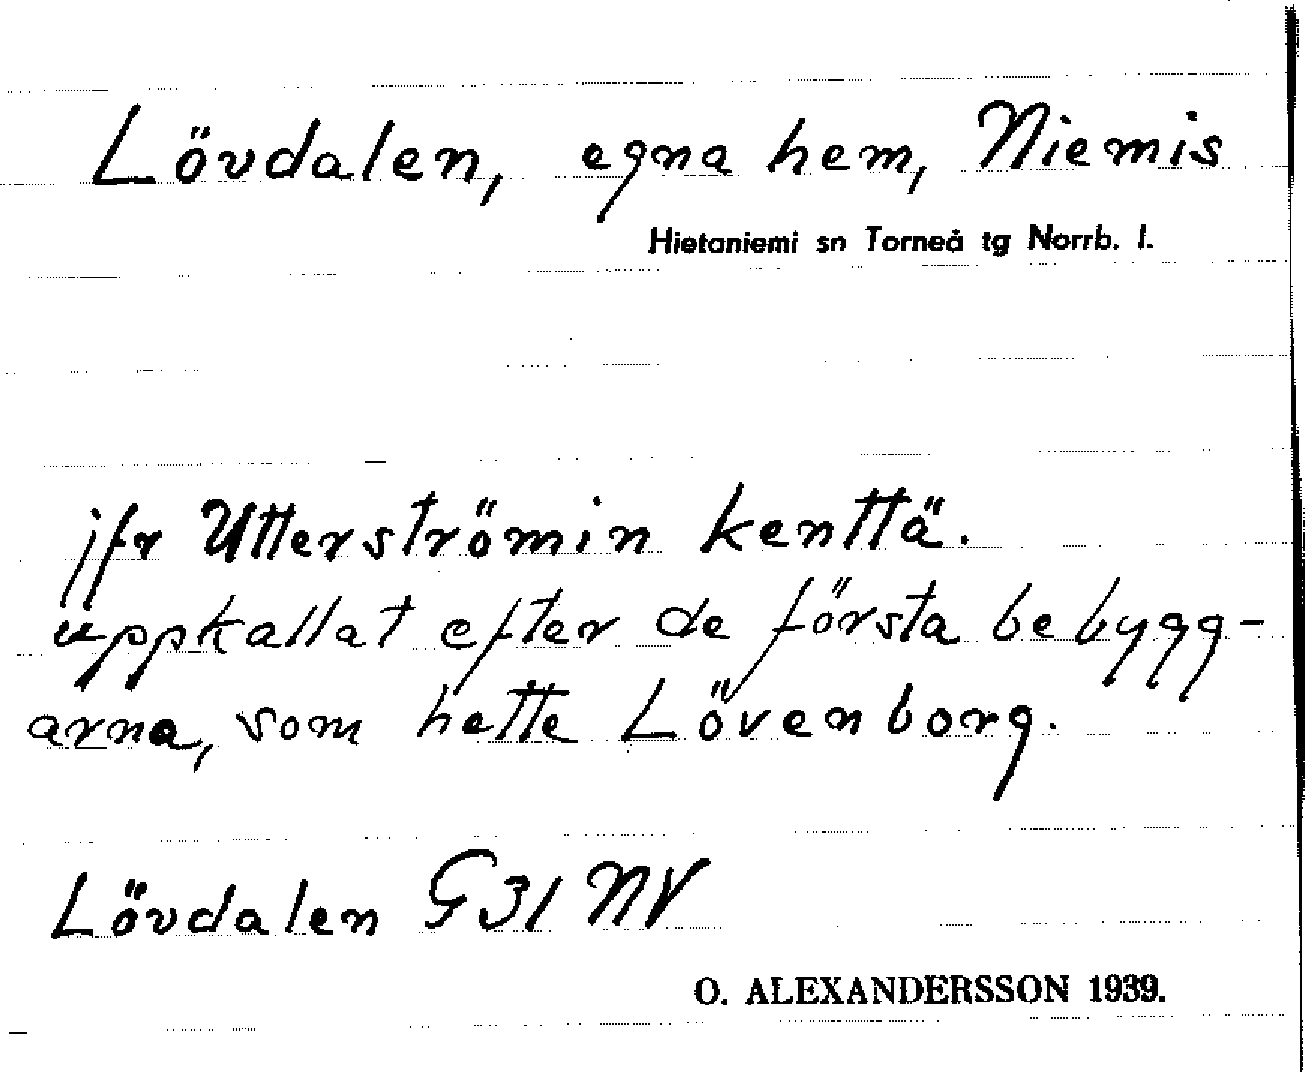 Lövdalen, egna hem, Niemis
Hietaniemi sn Torneå tg Norrb. l.
jfr Utterströmin kenttä.
uppkallat efter de första bebygg-
arna, som hette Lövenborg.
Lövdalen G31 NV
O. ALEXANDERSSON 1939.